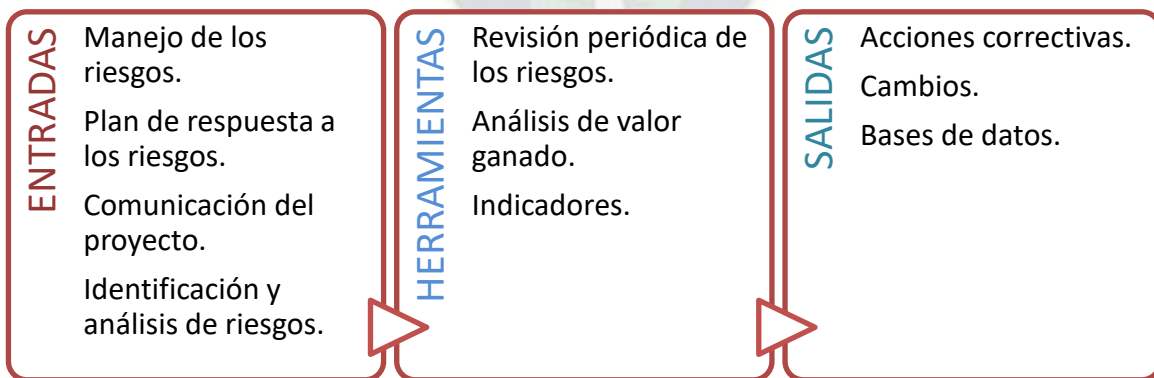 ENTRADAS
Manejo de los
riesgos.
Plan de respuesta a
los riesgos.
Comunicación del
proyecto.
Identificación y
análisis de riesgos.
HERRAMIENTAS
Revisión periódica de
los riesgos.
Análisis de valor
ganado.
Indicadores.
SALIDAS
Acciones correctivas.
Cambios.
Bases de datos.